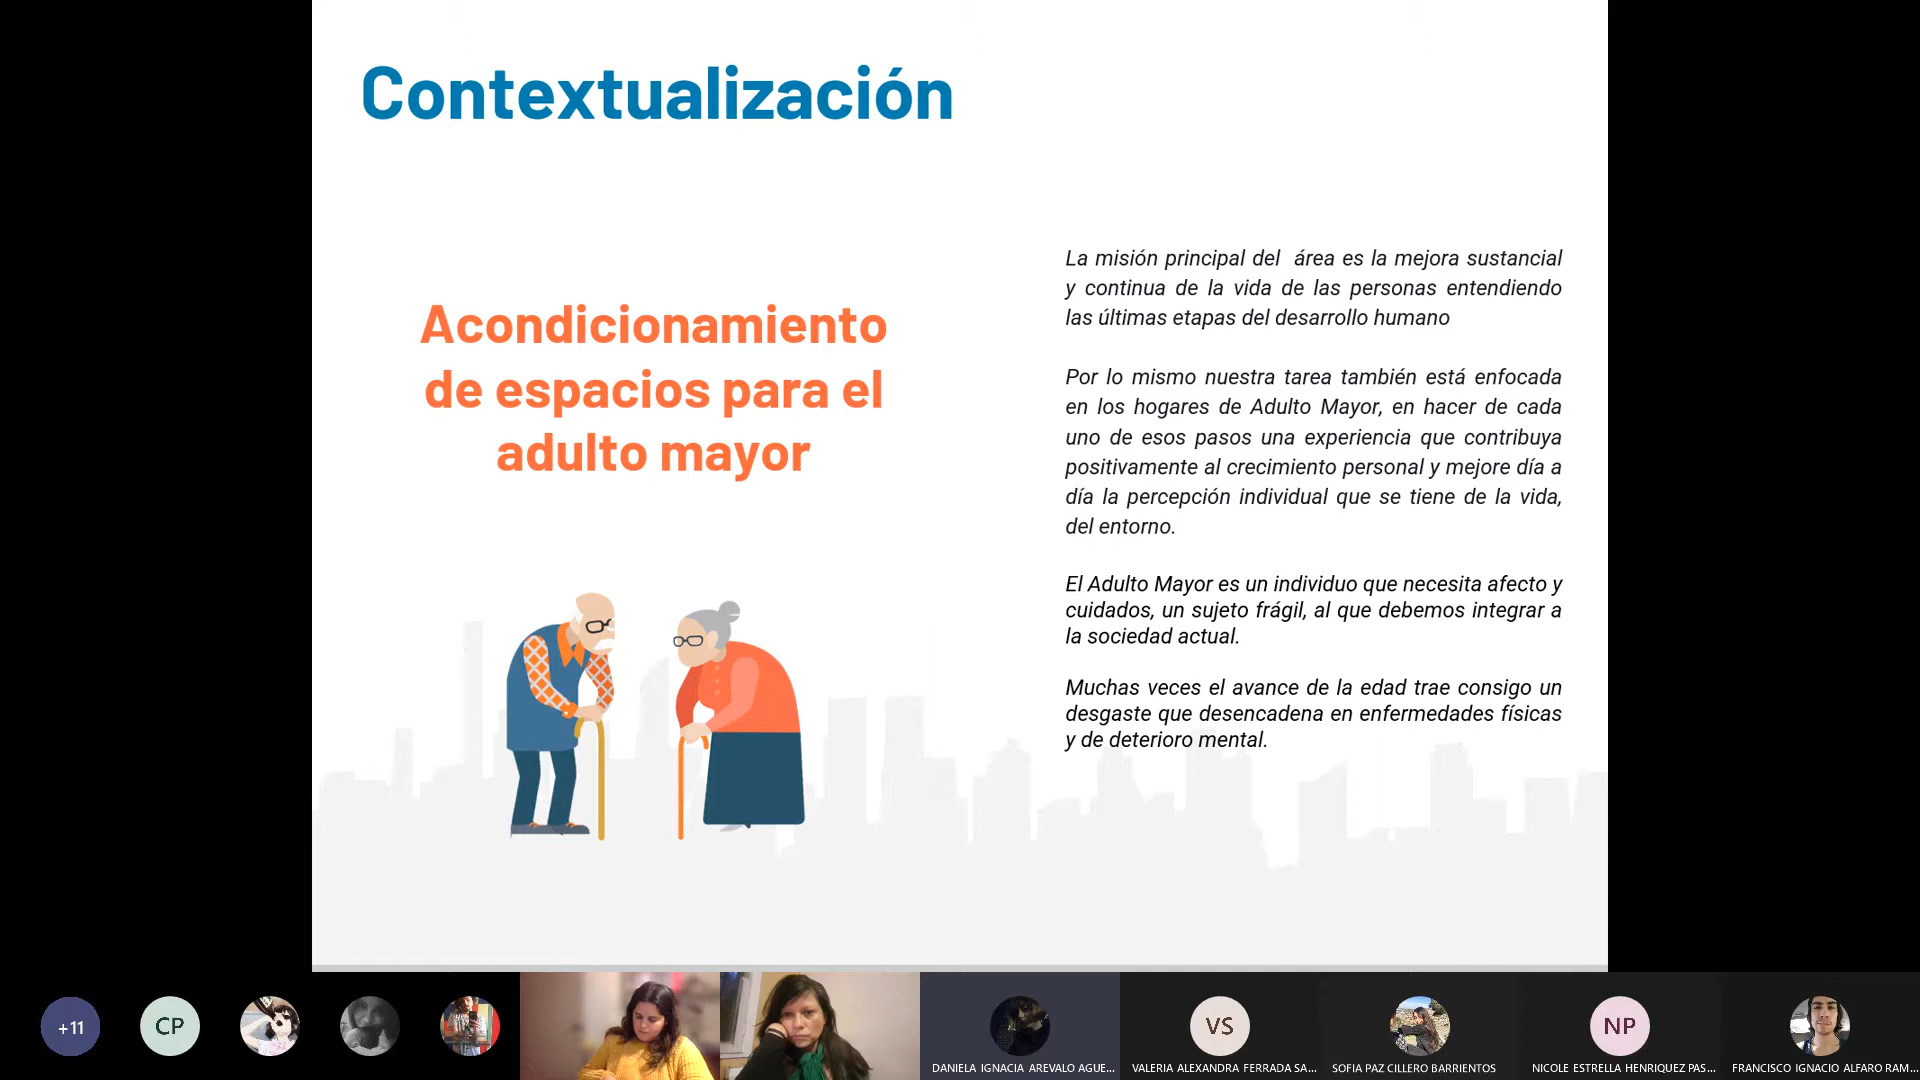 Contextualización
Acondicionamiento
de espacios para el
adulto mayor
La misión principal del área es la mejora sustancial
y continua de la vida de las personas entendiendo
las últimas etapas del desarrollo humano
Por lo mismo nuestra tarea también está enfocada
en los hogares de Adulto Mayor, en hacer de cada
uno de esos pasos una experiencia que contribuya
positivamente al crecimiento personal y mejore día a
día la percepción individual que se tiene de la vida,
del entorno.
El Adulto Mayor es un individuo que necesita afecto y
cuidados, un sujeto frágil, al que debemos integrar a
la sociedad actual.
Muchas veces el avance de la edad trae consigo un
desgaste que desencadena en enfermedades físicas
y de deterioro mental.
+11
CP
VS
NP
DANIELA IGNACIA AREVALO AGUE...
VALERIA ALEXANDRA FERRADA SA...
SOFIA PAZ CILLERO BARRIENTOS
NICOLE ESTRELLA HENRIQUEZ PAS...
FRANCISCO IGNACIO ALFARO RAM...